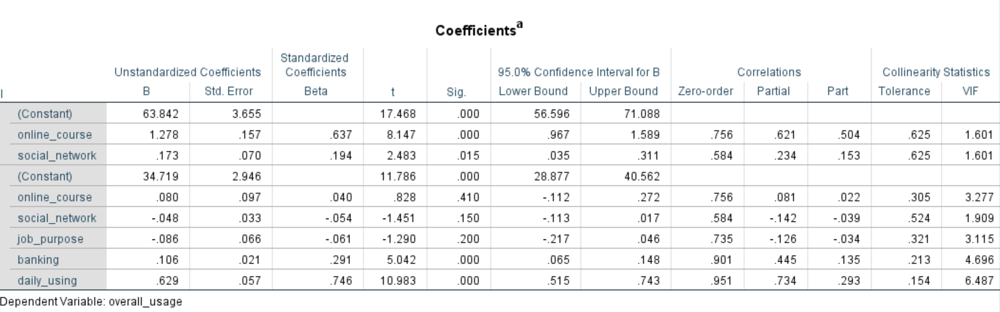 Coefficientsa
Unstandardized Coefficients Standardized Coefficients 95.0% Confidence Interval for B Correlations Collinearity Statistics
B Std. Error Beta t Sig. Lower Bound Upper Bound Zero-order Partial Part Tolerance VIF
(Constant) 63.842 3.655 17.468 .000 56.596 71.088
online_course 1.278 .157 .637 8.147 .000 .967 1.589 .756 .621 .504 .625 1.601
social_network .173 .070 .194 2.483 .015 .035 .311 .584 .234 .153 .625 1.601
(Constant) 34.719 2.946 11.786 .000 28.877 40.562
online_course .080 .097 .040 .828 .410 -.112 .272 .756 .081 .022 .305 3.277
social_network -.048 .033 -.054 -1.451 .150 -.113 .017 .584 -.142 -.039 .524 1.909
job_purpose -.086 .066 -.061 -1.290 .200 -.217 .046 .735 -.126 -.034 .321 3.115
banking .106 .021 .291 5.042 .000 .065 .148 .901 .445 .135 .213 4.696
daily_using .629 .057 .746 10.983 .000 .515 .743 .951 .734 .293 .154 6.487
Dependent Variable: overall_usage